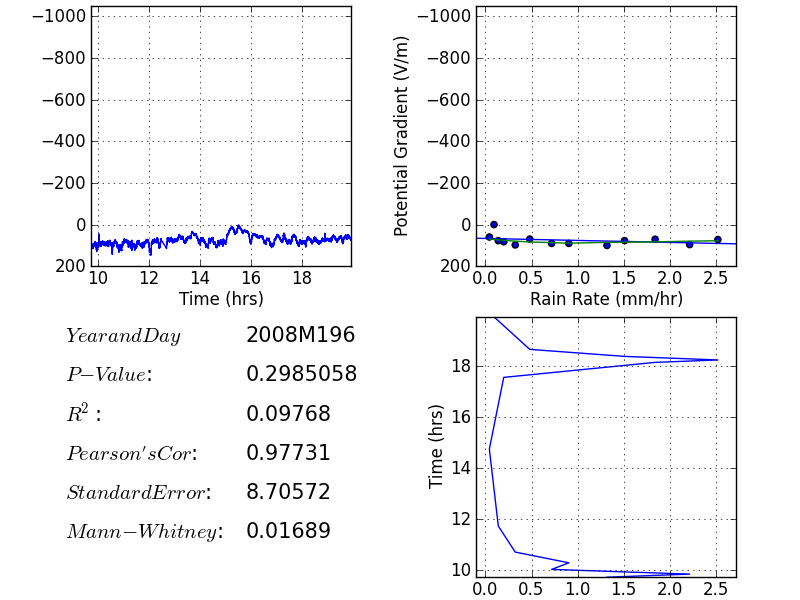 −1000
−800
−600
−400
−200
0
200
10 12 14 16 18
Time (hrs)
Potential Gradient (V/m)
−1000
−800
−600
−400
−200
0
200
0.0 0.5 1.0 1.5 2.0 2.5
Rain Rate (mm/hr)
YearandDay 2008M196
P−Value: 0.2985058
R²: 0.09768
Pearson'sCor: 0.97731
StandardError: 8.70572
Mann−Whitney: 0.01689
Time (hrs)
18
16
14
12
10
0.0 0.5 1.0 1.5 2.0 2.5